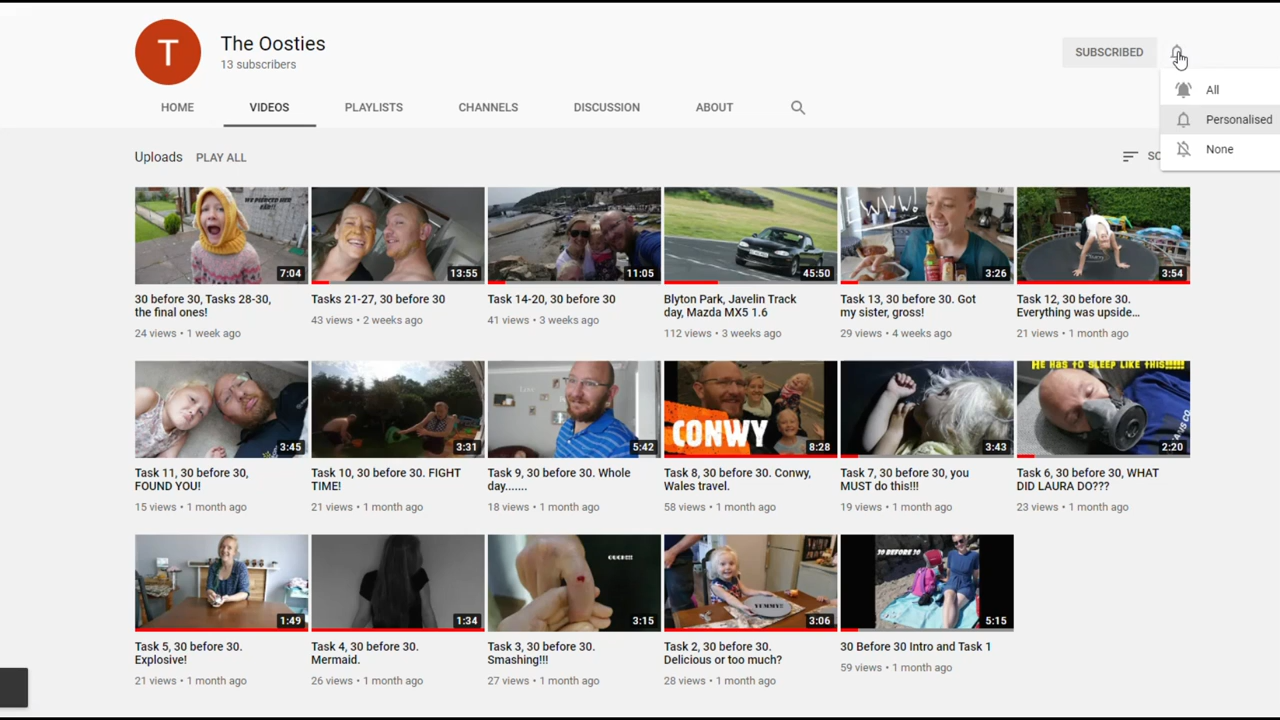 T
The Oosties
13 subscribers
SUBSCRIBED
All
Personalised
None
HOME
VIDEOS
PLAYLISTS
CHANNELS
DISCUSSION
ABOUT
Uploads
PLAY ALL
WE PIERCED HER EAR!!!
7:04
13:55
11:05
45:50
3:26
3:54
30 before 30, Tasks 28-30,
the final ones!
24 views • 1 week ago
Tasks 21-27, 30 before 30
43 views • 2 weeks ago
Task 14-20, 30 before 30
41 views • 3 weeks ago
Blyton Park, Javelin Track
day, Mazda MX5 1.6
112 views • 3 weeks ago
Task 13, 30 before 30. Got
my sister, gross!
29 views • 4 weeks ago
Task 12, 30 before 30.
Everything was upside...
21 views • 1 month ago
CONWY
HE HAS TO SLEEP LIKE THIS!!!!!
3:45
3:31
5:42
8:28
3:43
2:20
Task 11, 30 before 30,
FOUND YOU!
15 views • 1 month ago
Task 10, 30 before 30. FIGHT
TIME!
21 views • 1 month ago
Task 9, 30 before 30. Whole
day.......
18 views • 1 month ago
Task 8, 30 before 30. Conwy,
Wales travel.
58 views • 1 month ago
Task 7, 30 before 30, you
MUST do this!!!
19 views • 1 month ago
Task 6, 30 before 30, WHAT
DID LAURA DO???
23 views • 1 month ago
OUCH!!!
YUMMY!!
30 BEFORE 30
1:49
1:34
3:15
3:06
5:15
Task 5, 30 before 30.
Explosive!
21 views • 1 month ago
Task 4, 30 before 30.
Mermaid.
26 views • 1 month ago
Task 3, 30 before 30.
Smashing!!!
27 views • 1 month ago
Task 2, 30 before 30.
Delicious or too much?
28 views • 1 month ago
30 Before 30 Intro and Task 1
59 views • 1 month ago